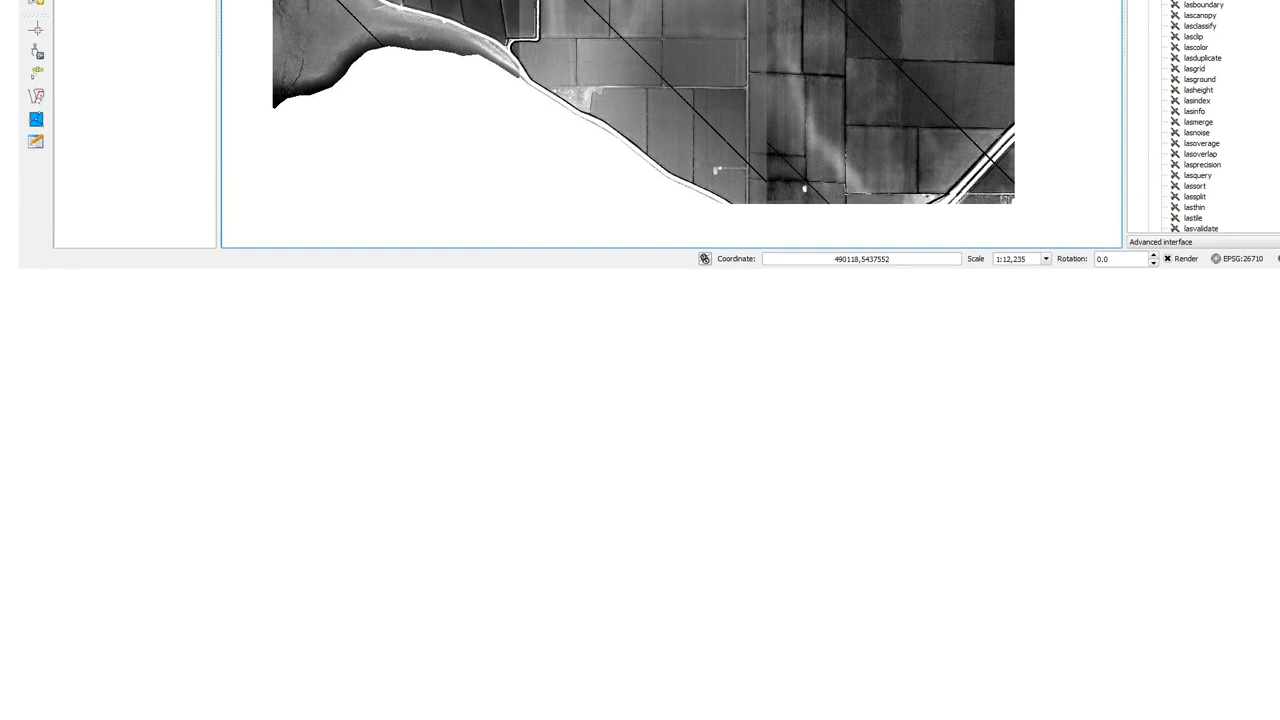 lasboundary
lascanopy
lasclassify
lasclip
lascolor
lasduplicate
lasgrid
lasground
lasheight
lasindex
lasinfo
lasmerge
lasnoise
lasoverage
lasoverlap
lasprecision
lasquery
lassort
lassplit
lasthin
lastile
lasvalidate
Advanced interface
Coordinate: 490118,5437552 Scale 1:12,235 Rotation: 0.0 Render EPSG:26710